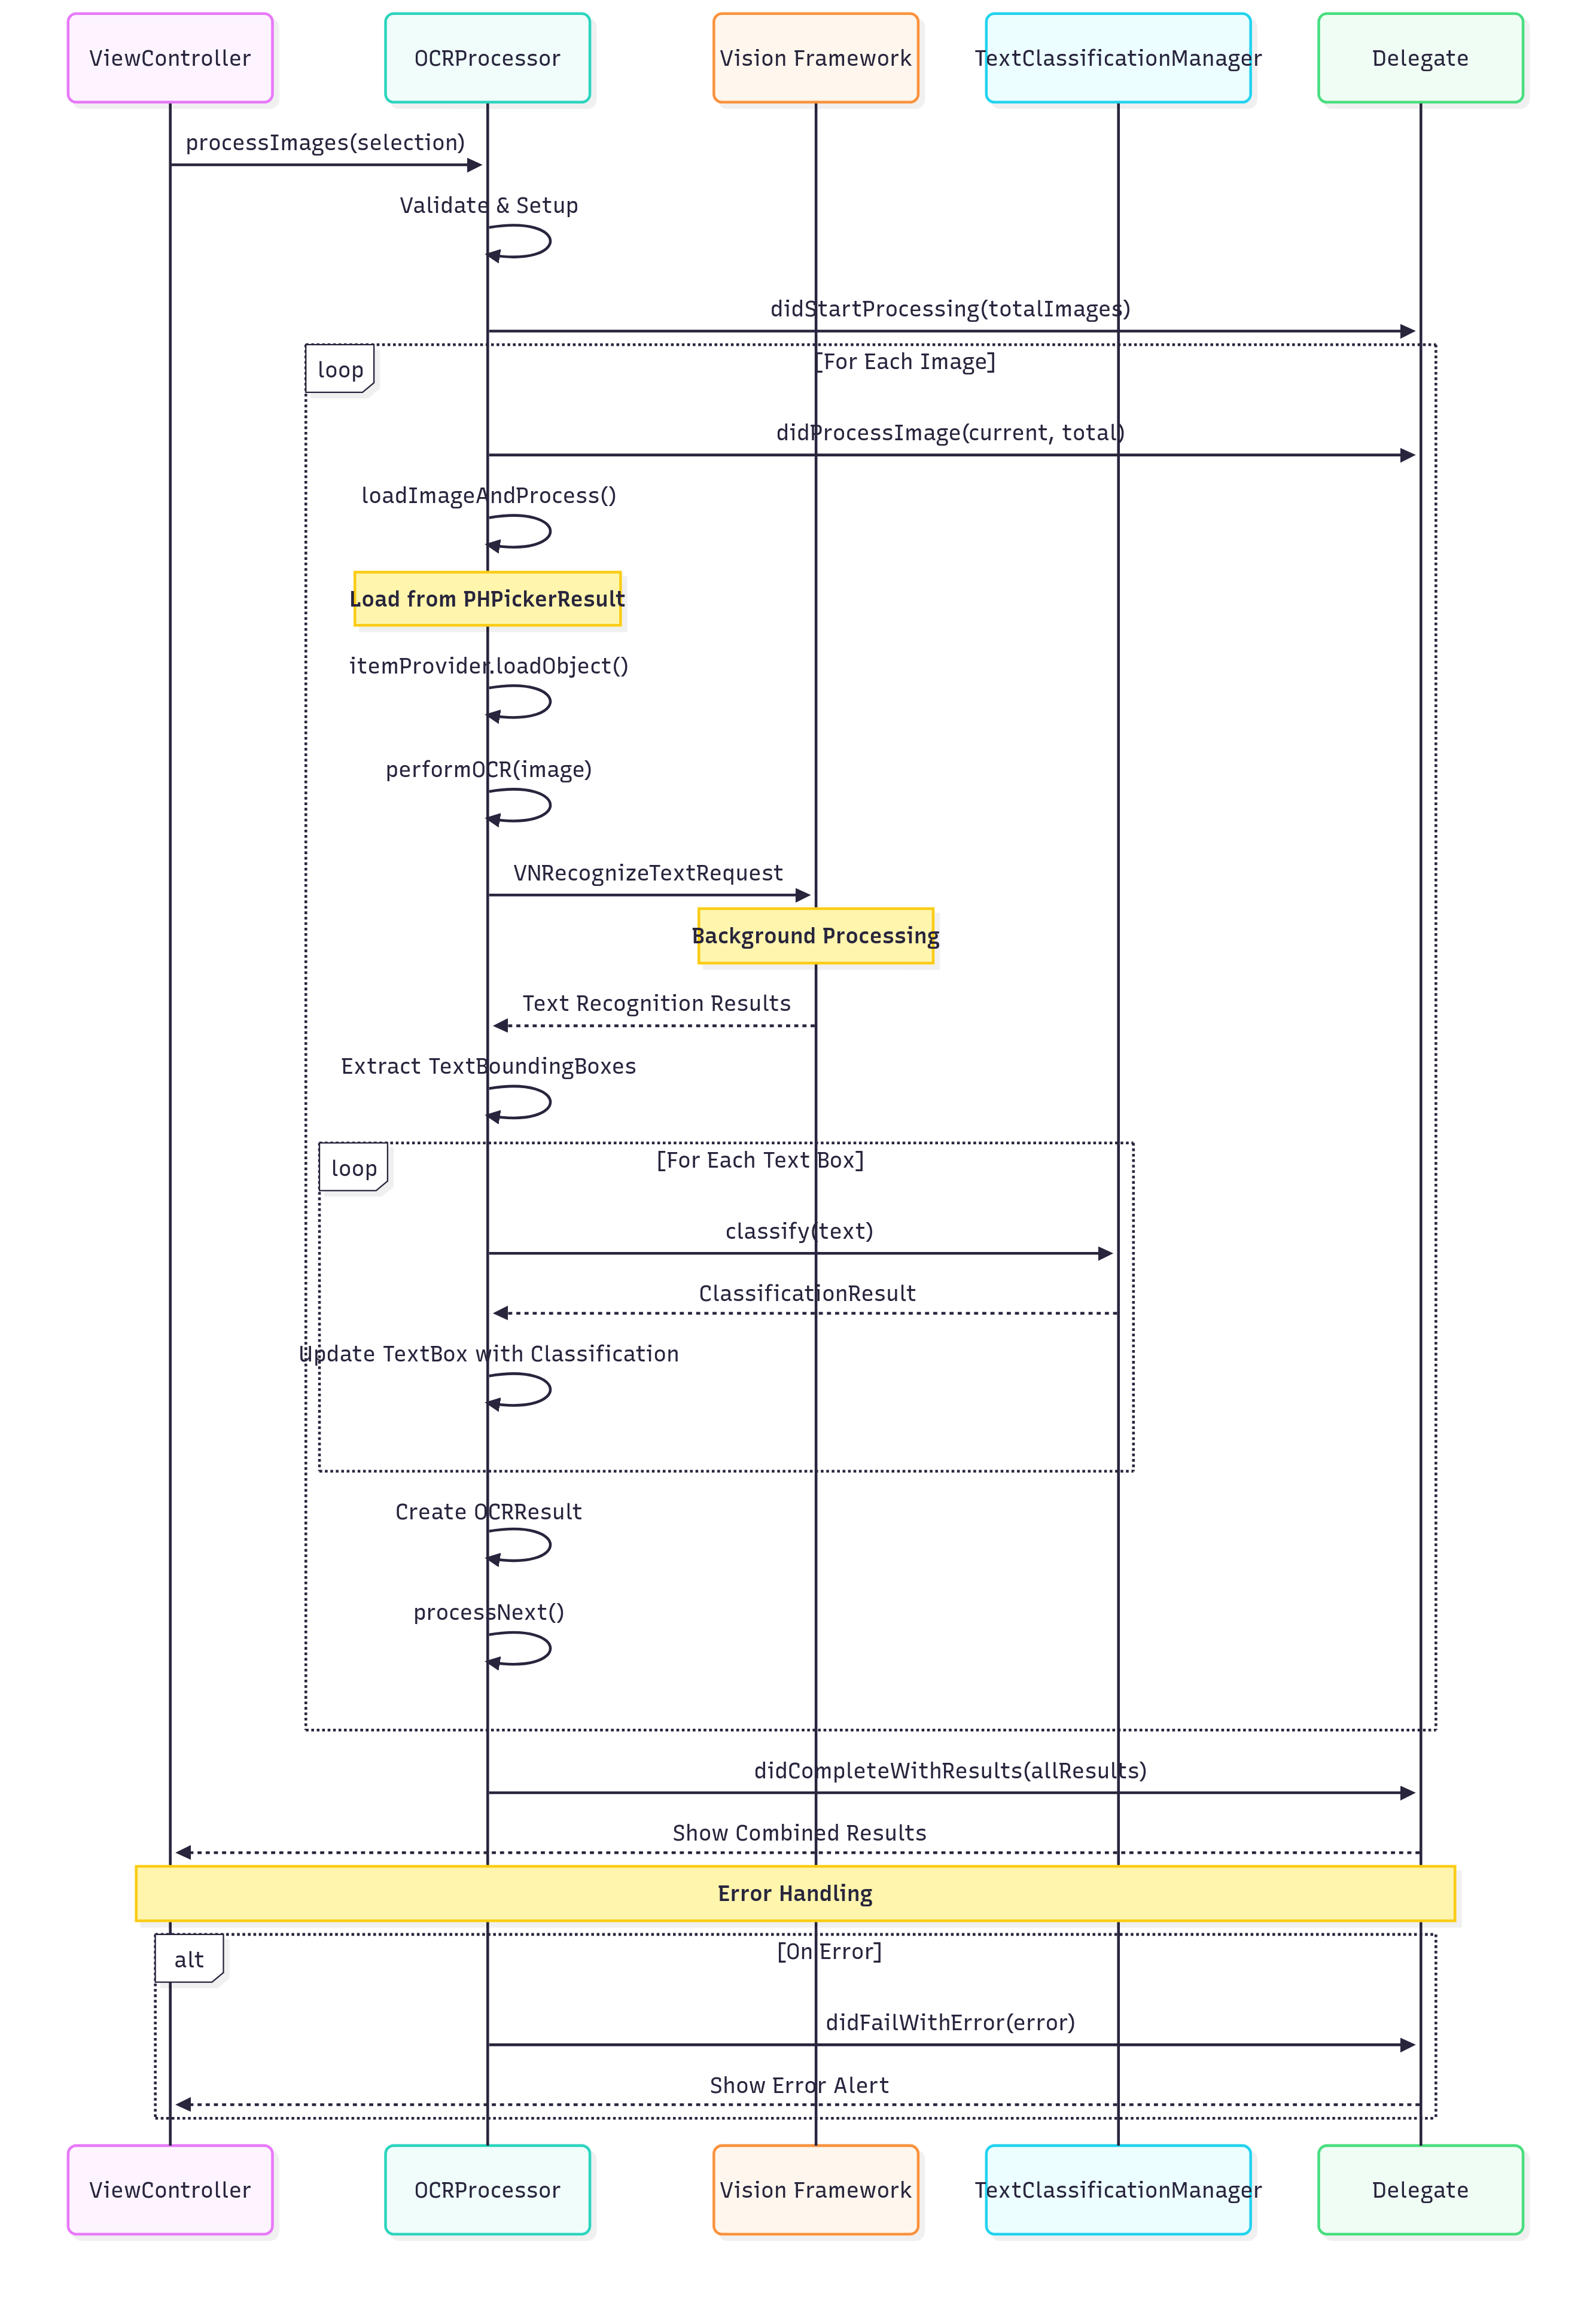 ViewController
OCRProcessor
Vision Framework
TextClassificationManager
Delegate
processImages(selection)
Validate & Setup
didStartProcessing(totalImages)
loop
[For Each Image]
didProcessImage(current, total)
loadImageAndProcess()
Load from PHPickerResult
itemProvider.loadObject()
performOCR(image)
VNRecognizeTextRequest
Background Processing
Text Recognition Results
Extract TextBoundingBoxes
loop
[For Each Text Box]
classify(text)
ClassificationResult
Update TextBox with Classification
Create OCRResult
processNext()
didCompleteWithResults(allResults)
Show Combined Results
Error Handling
alt
[On Error]
didFailWithError(error)
Show Error Alert
ViewController
OCRProcessor
Vision Framework
TextClassificationManager
Delegate